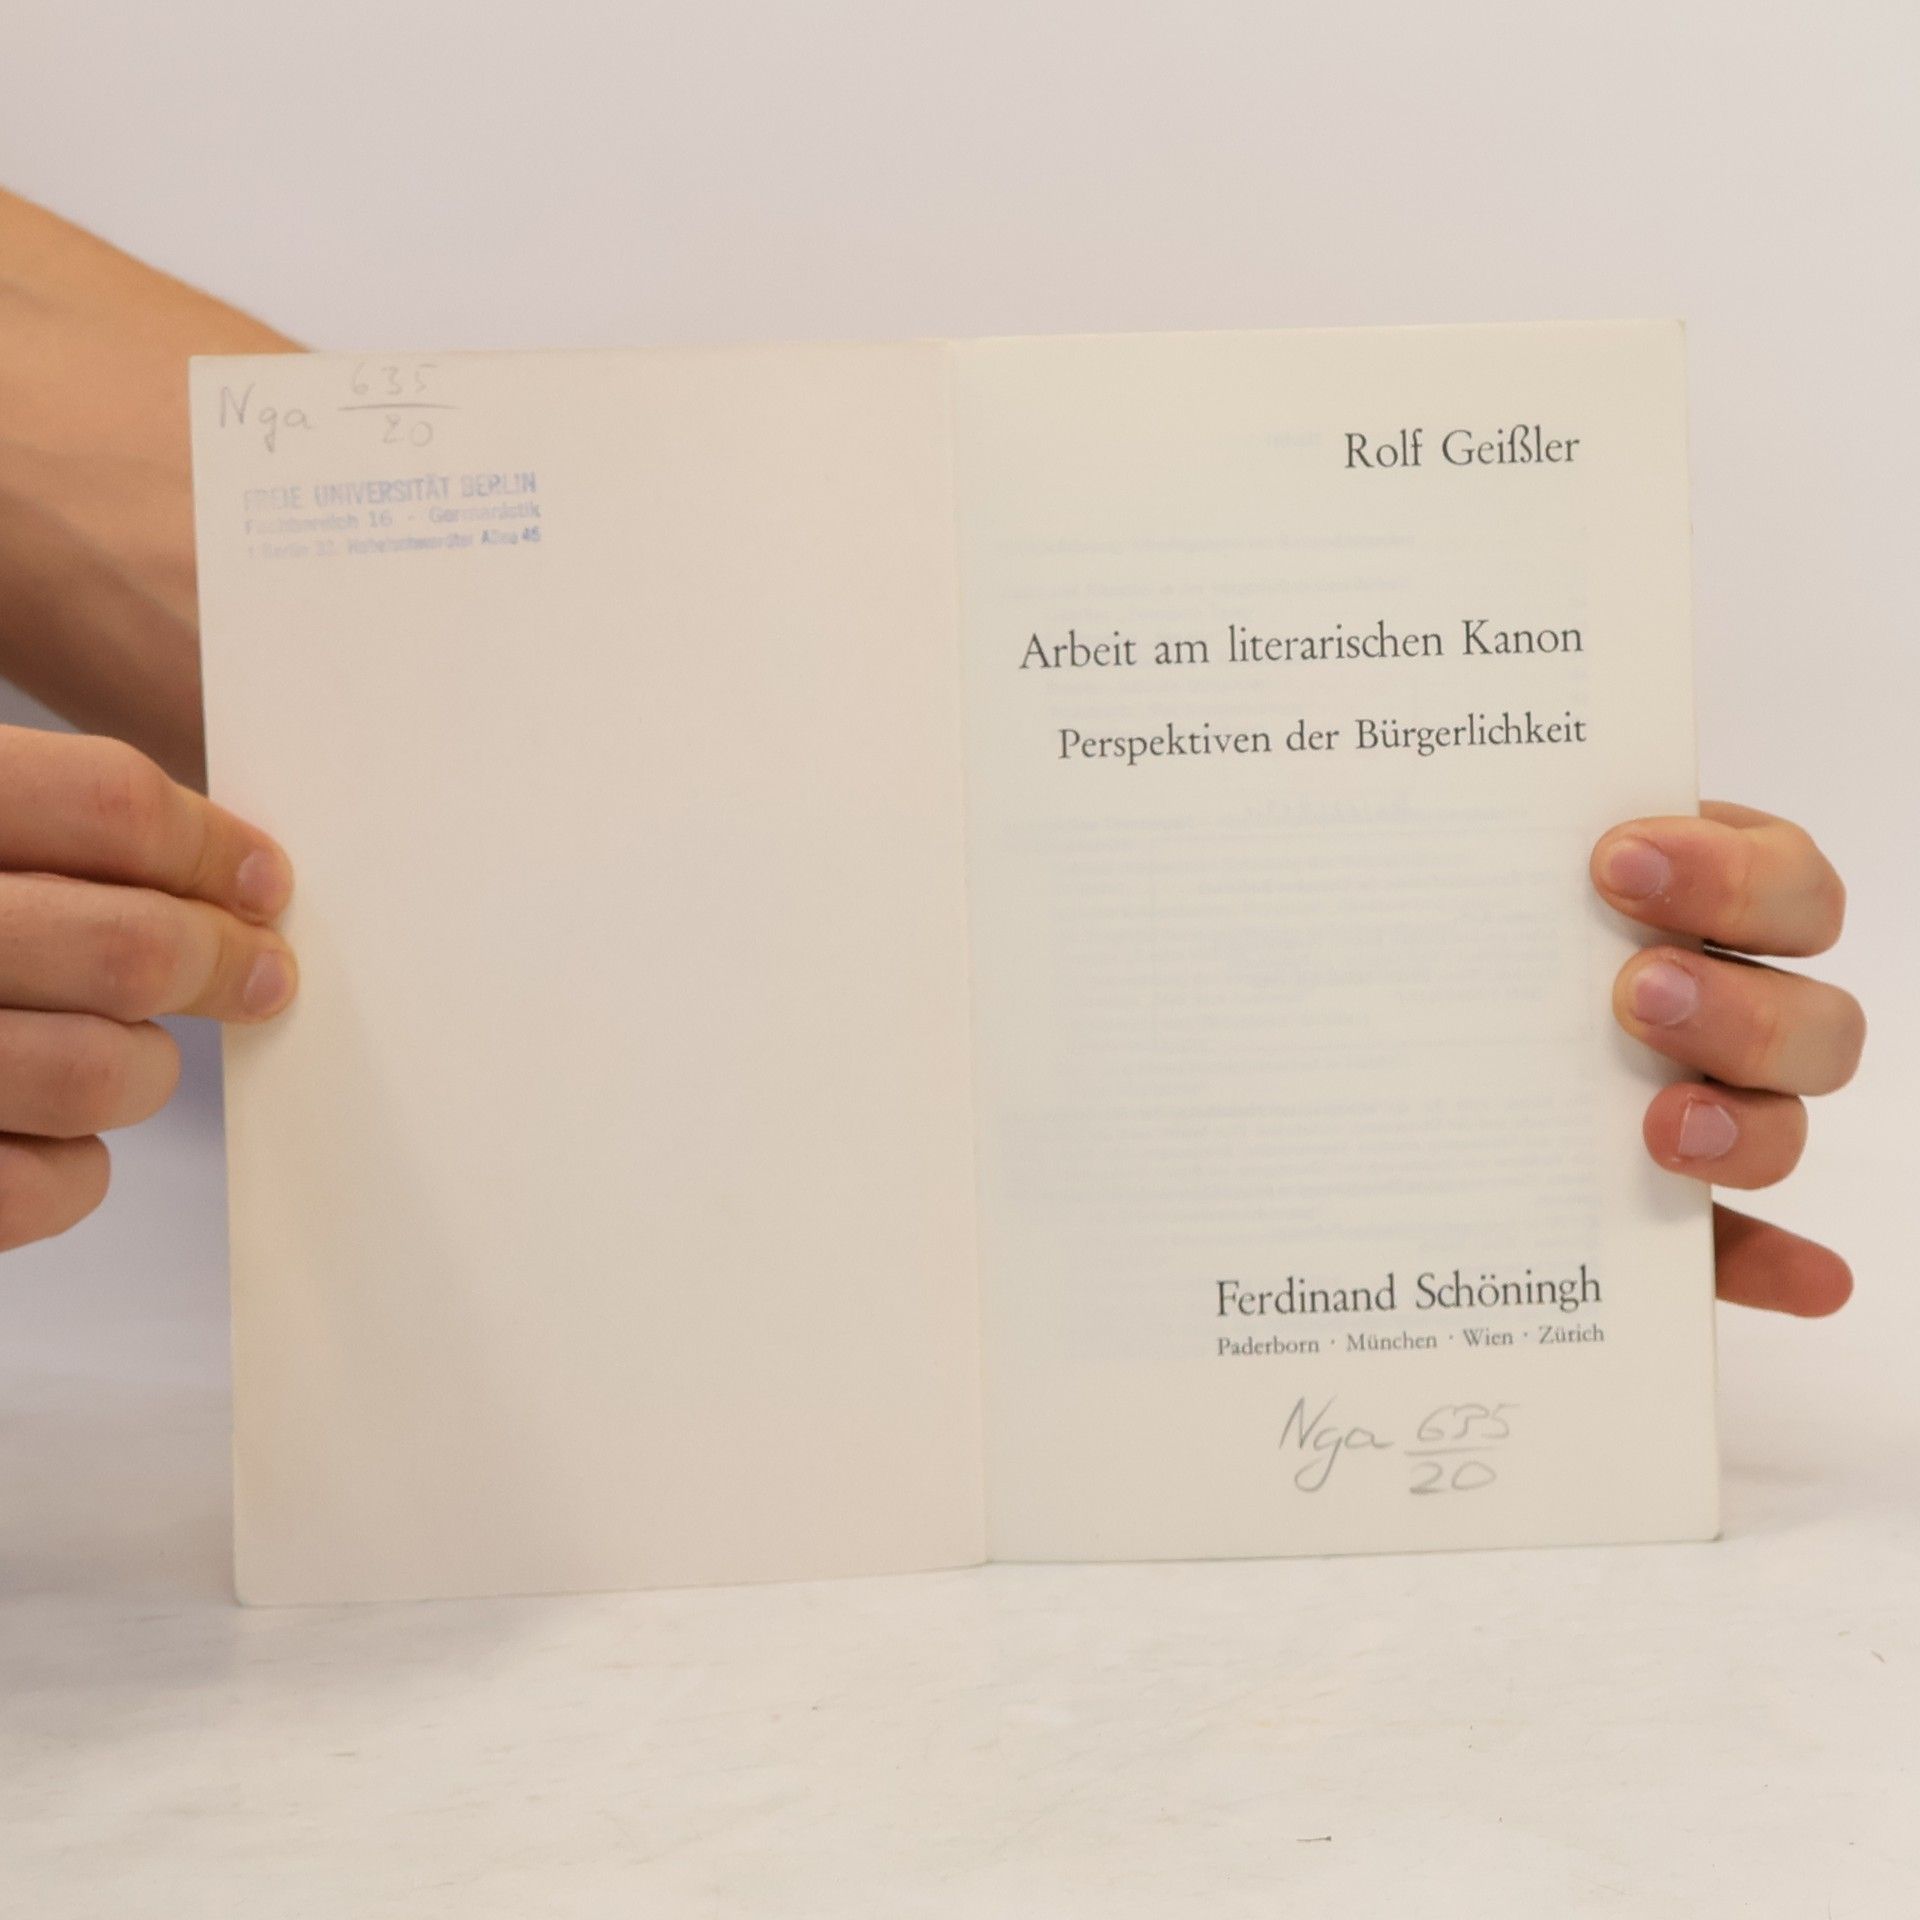 Nga 635
20
FREIE UNIVERSITÄT BERLIN
Fachbereich 16 - Germanistik
1 Berlin 33, Habelschwerdter Allee 45
Rolf Geißler
Arbeit am literarischen Kanon
Perspektiven der Bürgerlichkeit
Ferdinand Schöningh
Paderborn · München · Wien · Zürich
Nga 635
20